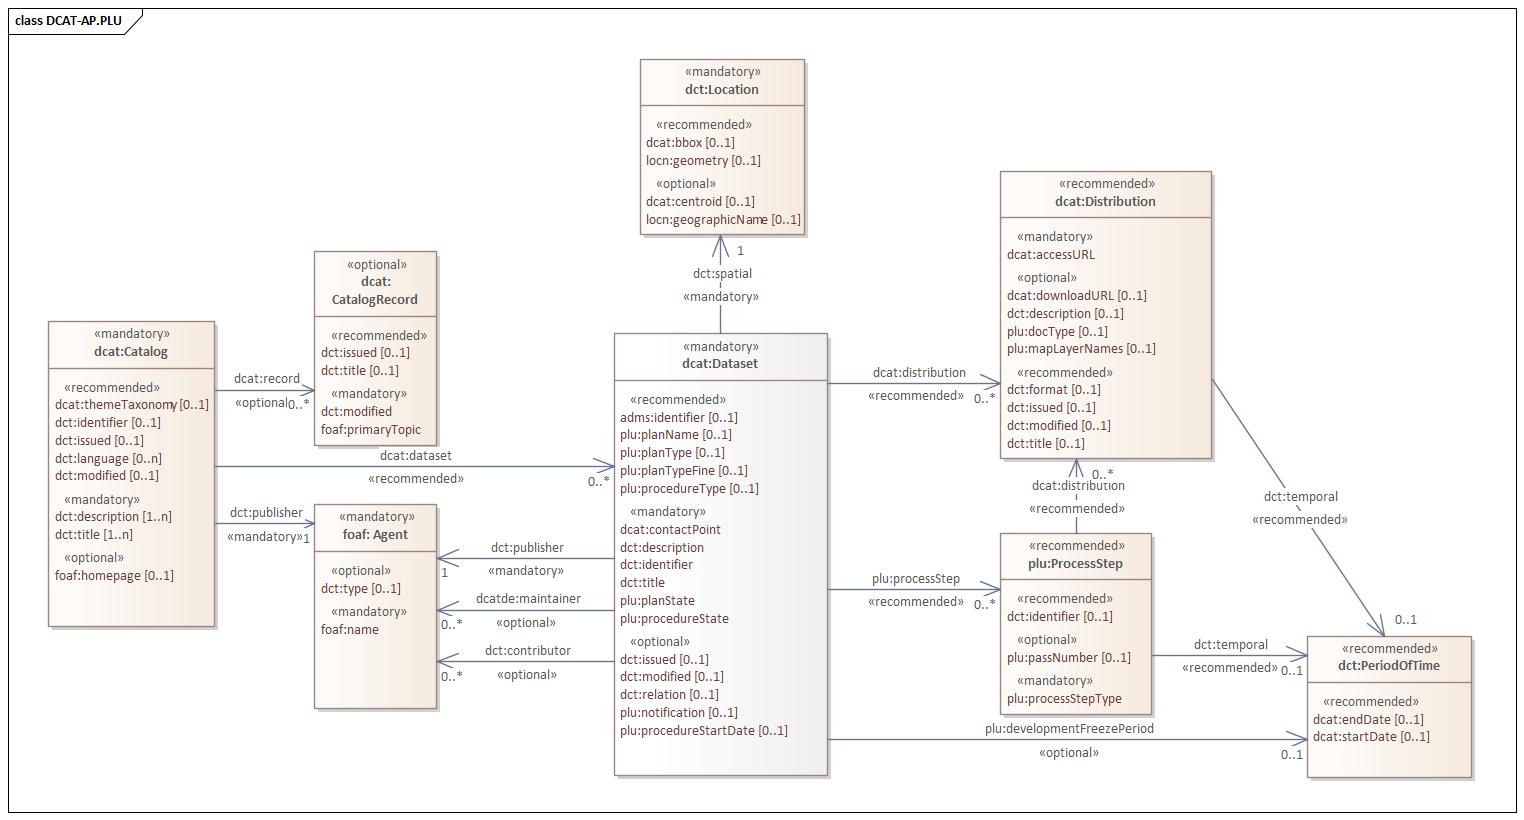 class DCAT-AP.PLU
«mandatory»
dct:Location
«recommended»
dcat:bbox [0..1]
locn:geometry [0..1]
«optional»
dcat:centroid [0..1]
locn:geographicName [0..1]
1
dct:spatial
«mandatory»
«optional»
dcat:
CatalogRecord
«recommended»
dct:issued [0..1]
dct:title [0..1]
«mandatory»
dct:modified
foaf:primaryTopic
«mandatory»
dcat:Catalog
«recommended»
dcat:themeTaxonomy [0..1]
dct:identifier [0..1]
dct:issued [0..1]
dct:language [0..n]
dct:modified [0..1]
«mandatory»
dct:description [1..n]
dct:title [1..n]
«optional»
foaf:homepage [0..1]
dcat:record
«optional»
0..*
dcat:dataset
«recommended»
0..*
dct:publisher
«mandatory»
1
«mandatory»
foaf: Agent
«optional»
dct:type [0..1]
«mandatory»
foaf:name
dct:publisher
«mandatory»
1
dcatde:maintainer
«optional»
0..*
dct:contributor
«optional»
0..*
«mandatory»
dcat:Dataset
«recommended»
adms:identifier [0..1]
plu:planName [0..1]
plu:planType [0..1]
plu:planTypeFine [0..1]
plu:procedureType [0..1]
«mandatory»
dcat:contactPoint
dct:description
dct:identifier
dct:title
plu:planState
plu:procedureState
«optional»
dct:issued [0..1]
dct:modified [0..1]
dct:relation [0..1]
plu:notification [0..1]
plu:procedureStartDate [0..1]
dcat:distribution
«recommended»
0..*
«recommended»
dcat:Distribution
«mandatory»
dcat:accessURL
«optional»
dcat:downloadURL [0..1]
dct:description [0..1]
plu:docType [0..1]
plu:mapLayerNames [0..1]
«recommended»
dct:format [0..1]
dct:issued [0..1]
dct:modified [0..1]
dct:title [0..1]
0..*
dcat:distribution
«recommended»
dct:temporal
«recommended»
0..1
plu:processStep
«recommended»
0..*
«recommended»
plu:ProcessStep
«recommended»
dct:identifier [0..1]
«optional»
plu:passNumber [0..1]
«mandatory»
plu:processStepType
dct:temporal
«recommended»
0..1
plu:developmentFreezePeriod
«optional»
0..1
«recommended»
dct:PeriodOfTime
«recommended»
dcat:endDate [0..1]
dcat:startDate [0..1]